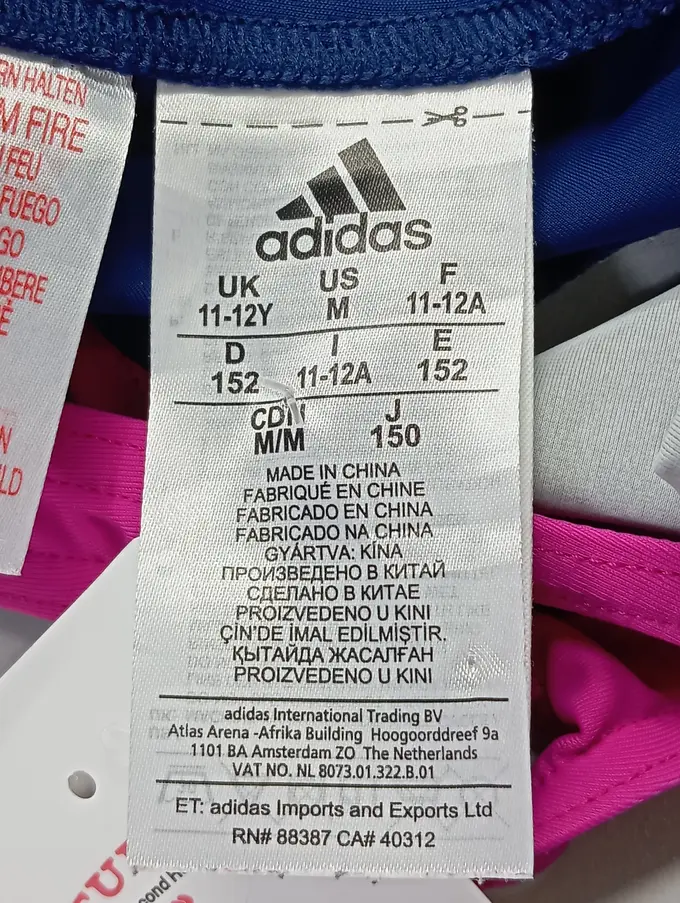 RN HALTEN
M FIRE
FEU
FUEGO
GO
MBERE
É
N
LD
adidas
UK US F
11-12Y M 11-12A
D I E
152 11-12A 152
CDN J
M/M 150
MADE IN CHINA
FABRIQUÉ EN CHINE
FABRICADO EN CHINA
FABRICADO NA CHINA
GYÁRTVA: KÍNA
ПРОИЗВЕДЕНО В КИТАЙ
СДЕЛАНО В КИТАЕ
PROIZVEDENO U KINI
ÇİN'DE İMAL EDİLMİŞTİR.
ҚЫТАЙДА ЖАСАЛҒАН
PROIZVEDENO U KINI
adidas International Trading BV
Atlas Arena -Afrika Building Hoogoorddreef 9a
1101 BA Amsterdam ZO The Netherlands
VAT NO. NL 8073.01.322.B.01
ET: adidas Imports and Exports Ltd
RN# 88387 CA# 40312